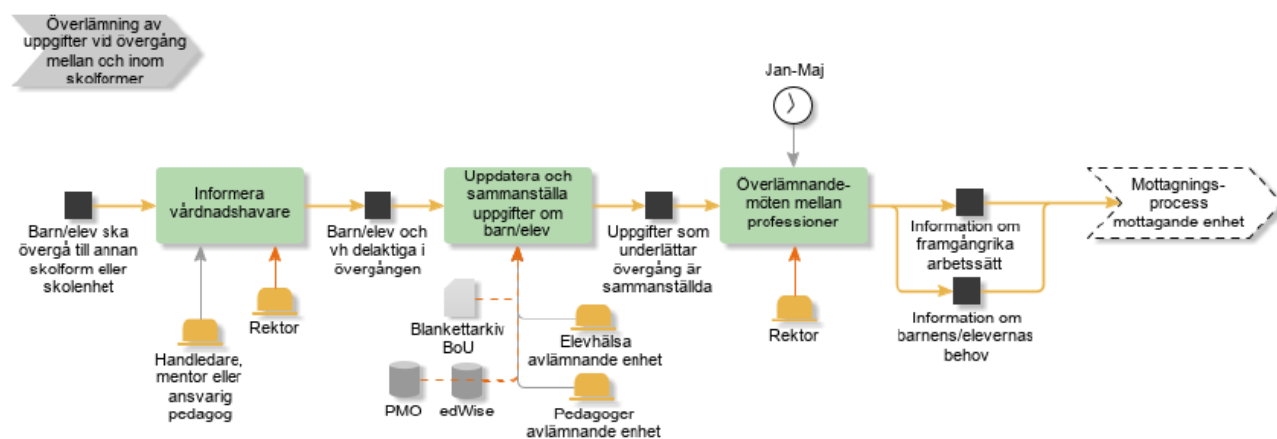 Överlämning av
uppgifter vid övergång
mellan och inom
skolformer
Jan-Maj
Informera
vårdnadshavare
Uppdatera och
sammanställa
uppgifter om
barn/elev
Överlämnande-
möten mellan
professioner
Mottagnings-
process
mottagande enhet
Barn/elev ska
övergå till annan
skolform eller
skolenhet
Barn/elev och
vh delaktiga i
övergången
Uppgifter som
underlättar
övergång är
sammanställda
Information om
framgångrika
arbetssätt
Information om
barnens/elevernas
behov
Rektor
Handledare,
mentor eller
ansvarig
pedagog
Blankettarkiv
BoU
PMO
edWise
Elevhälsa
avlämnande enhet
Pedagoger
avlämnande enhet
Rektor